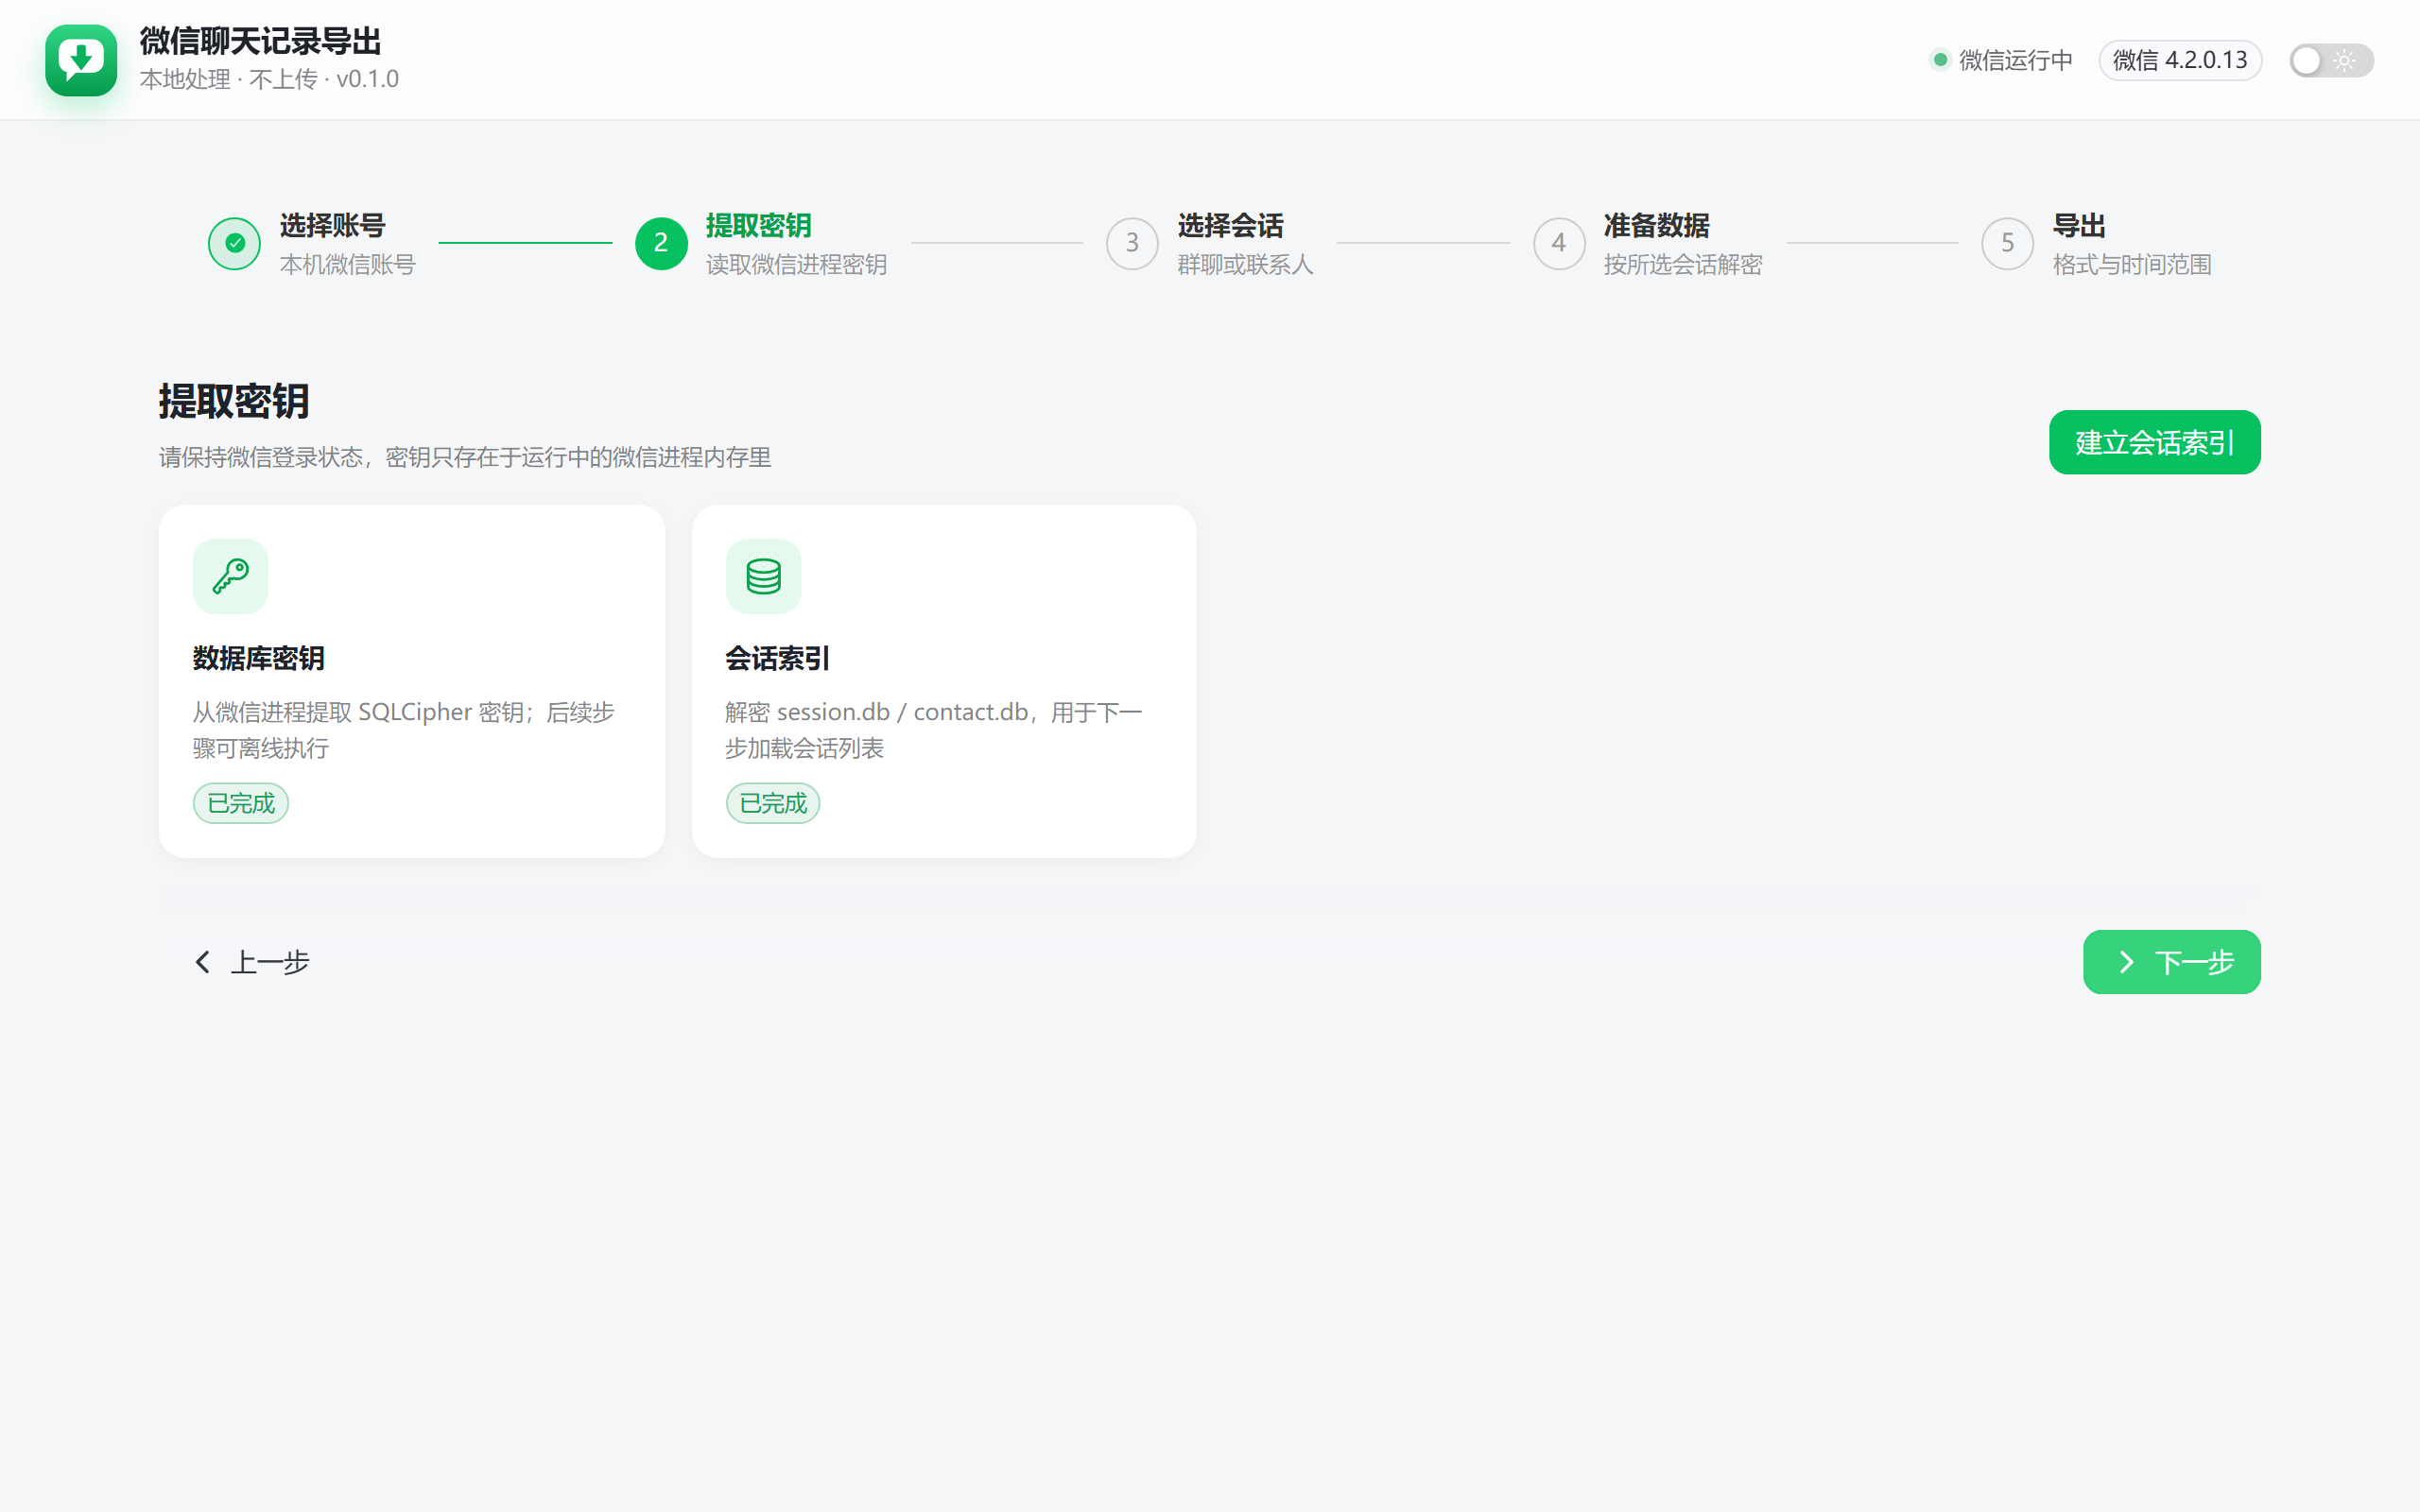 微信聊天记录导出
本地处理 · 不上传 · v0.1.0
微信运行中
微信 4.2.0.13
选择账号
本机微信账号
2
提取密钥
读取微信进程密钥
3
选择会话
群聊或联系人
4
准备数据
按所选会话解密
5
导出
格式与时间范围
提取密钥
请保持微信登录状态，密钥只存在于运行中的微信进程内存里
建立会话索引
数据库密钥
从微信进程提取 SQLCipher 密钥；后续步
骤可离线执行
已完成
会话索引
解密 session.db / contact.db，用于下一
步加载会话列表
已完成
上一步
下一步